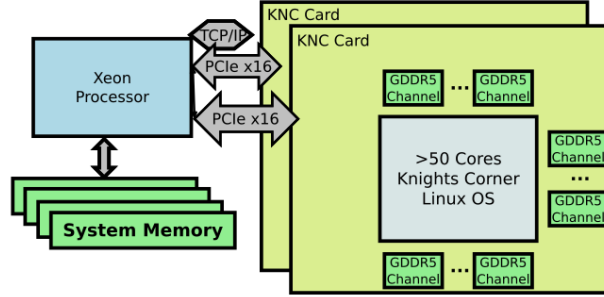 KNC Card
KNC Card
TCP/IP
PCIe x16
PCIe x16
Xeon
Processor
System Memory
GDDR5
Channel
...
GDDR5
Channel
>50 Cores
Knights Corner
Linux OS
GDDR5
Channel
...
GDDR5
Channel
GDDR5
Channel
...
GDDR5
Channel